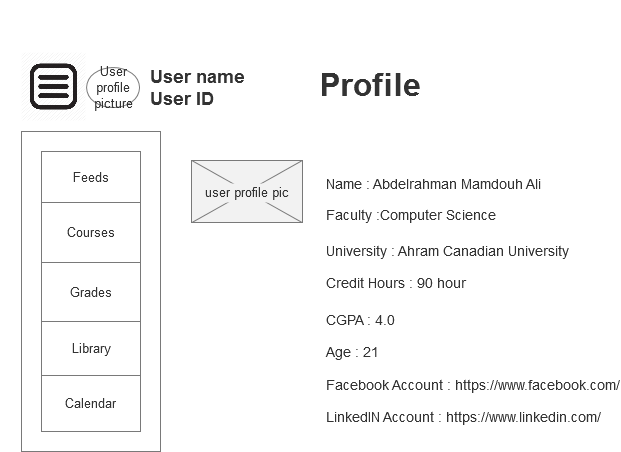 User
profile
picture
User name
User ID
Profile
Feeds
Courses
Grades
Library
Calendar
user profile pic
Name : Abdelrahman Mamdouh Ali
Faculty :Computer Science
University : Ahram Canadian University
Credit Hours : 90 hour
CGPA : 4.0
Age : 21
Facebook Account : https://www.facebook.com/
LinkedIN Account : https://www.linkedin.com/